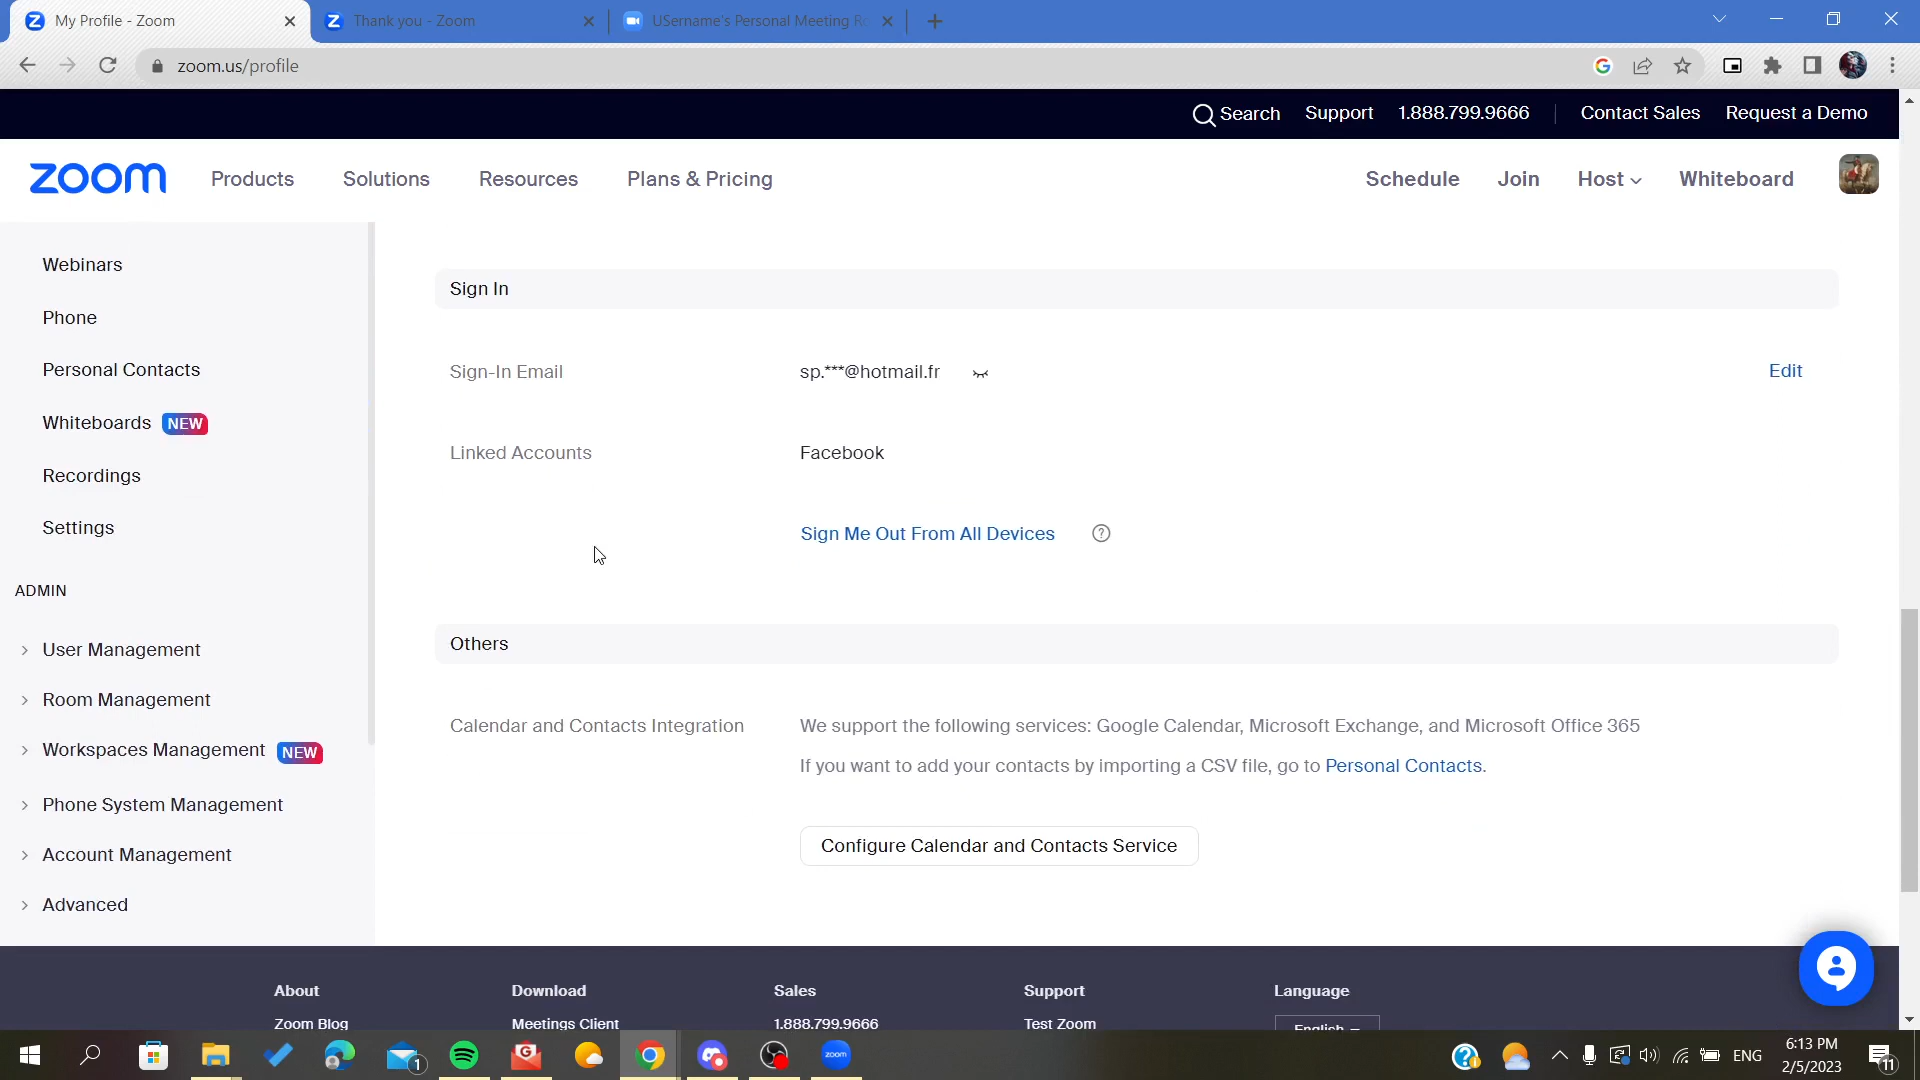 My Profile - Zoom
Thank you - Zoom
USername's Personal Meeting Ro
zoom.us/profile
Search
Support
1.888.799.9666
Contact Sales
Request a Demo
zoom
Products
Solutions
Resources
Plans & Pricing
Schedule
Join
Host
Whiteboard
Webinars
Phone
Personal Contacts
Whiteboards NEW
Recordings
Settings
ADMIN
User Management
Room Management
Workspaces Management NEW
Phone System Management
Account Management
Advanced
Sign In
Sign-In Email
sp.***@hotmail.fr
Edit
Linked Accounts
Facebook
Sign Me Out From All Devices
Others
Calendar and Contacts Integration
We support the following services: Google Calendar, Microsoft Exchange, and Microsoft Office 365
If you want to add your contacts by importing a CSV file, go to Personal Contacts.
Configure Calendar and Contacts Service
About
Download
Sales
Support
Language
Zoom Blog
Meetings Client
1.888.799.9666
Test Zoom
English
1
zoom
ENG
6:13 PM
2/5/2023
11